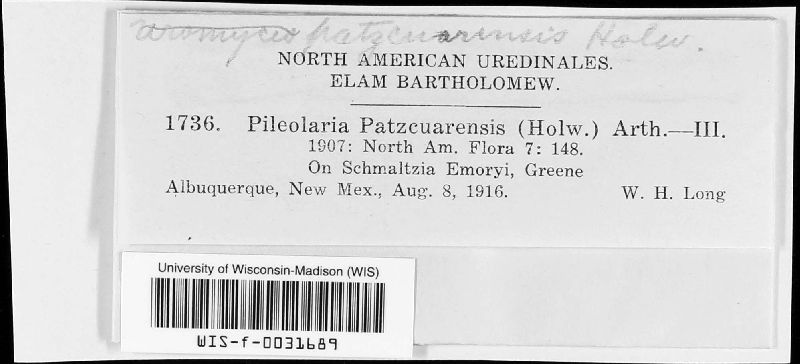 Uromyces patzcuarensis Holw.
NORTH AMERICAN UREDINALES.
ELAM BARTHOLOMEW.
1736. Pileolaria Patzcuarensis (Holw.) Arth.—III.
1907: North Am. Flora 7: 148.
On Schmaltzia Emoryi, Greene
Albuquerque, New Mex., Aug. 8, 1916. W. H. Long
University of Wisconsin-Madison (WIS)
WIS-f-0031689